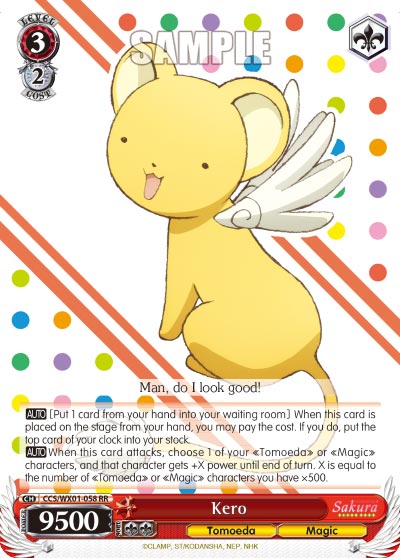 LEVEL
3
2
COST
SAMPLE
Man, do I look good!
AUTO [Put 1 card from your hand into your waiting room] When this card is
placed on the stage from your hand, you may pay the cost. If you do, put
the top card of your clock into your stock.
AUTO When this card attacks, choose 1 of your «Tomoeda» or «Magic»
characters, and that character gets +X power until end of turn. X is equal to
the number of «Tomoeda» or «Magic» characters you have ×500.
CH CCS/WX01-058 RR
POWER
9500
SOUL
Kero
Sakura
Tomoeda
Magic
©CLAMP, ST/KODANSHA, NEP, NHK